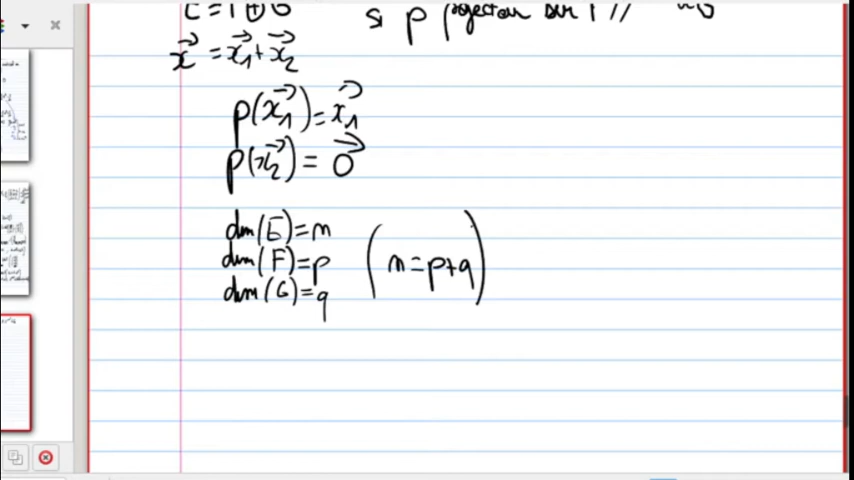 E = F ⊕ G si p projection sur F // à G
x⃗ = x⃗₁ + x⃗₂
p(x⃗₁) = x⃗₁
p(x⃗₂) = 0⃗
dim(E) = n
dim(F) = p (n = p+q)
dim(G) = q